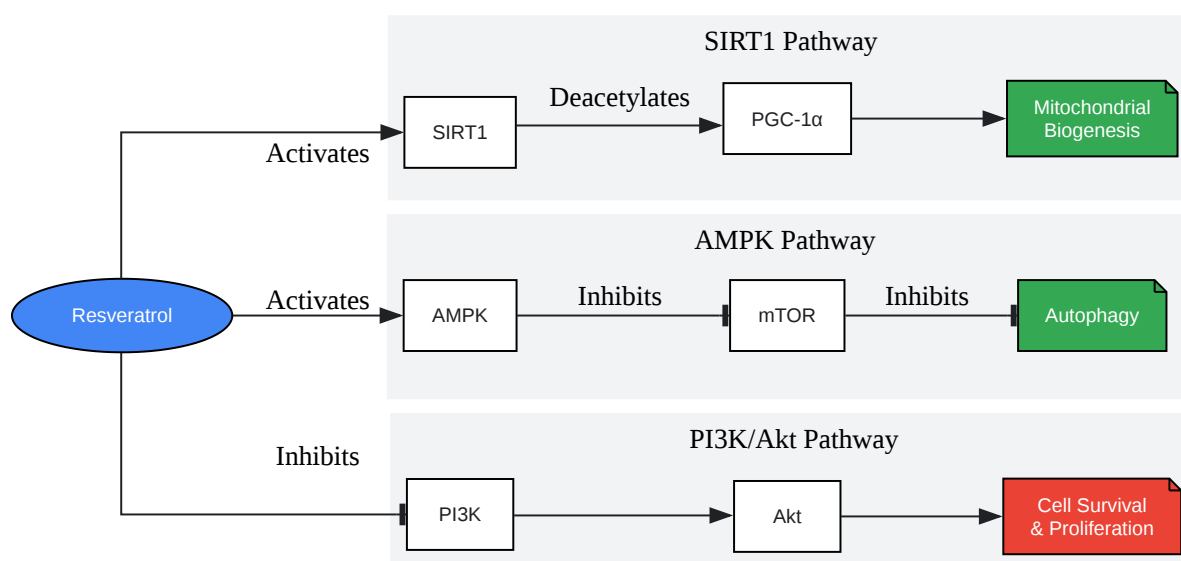 SIRT1 Pathway
Deacetylates
SIRT1
PGC-1α
Mitochondrial
Biogenesis
Activates
AMPK Pathway
Resveratrol
Activates
AMPK
Inhibits
mTOR
Inhibits
Autophagy
PI3K/Akt Pathway
Inhibits
PI3K
Akt
Cell Survival
& Proliferation